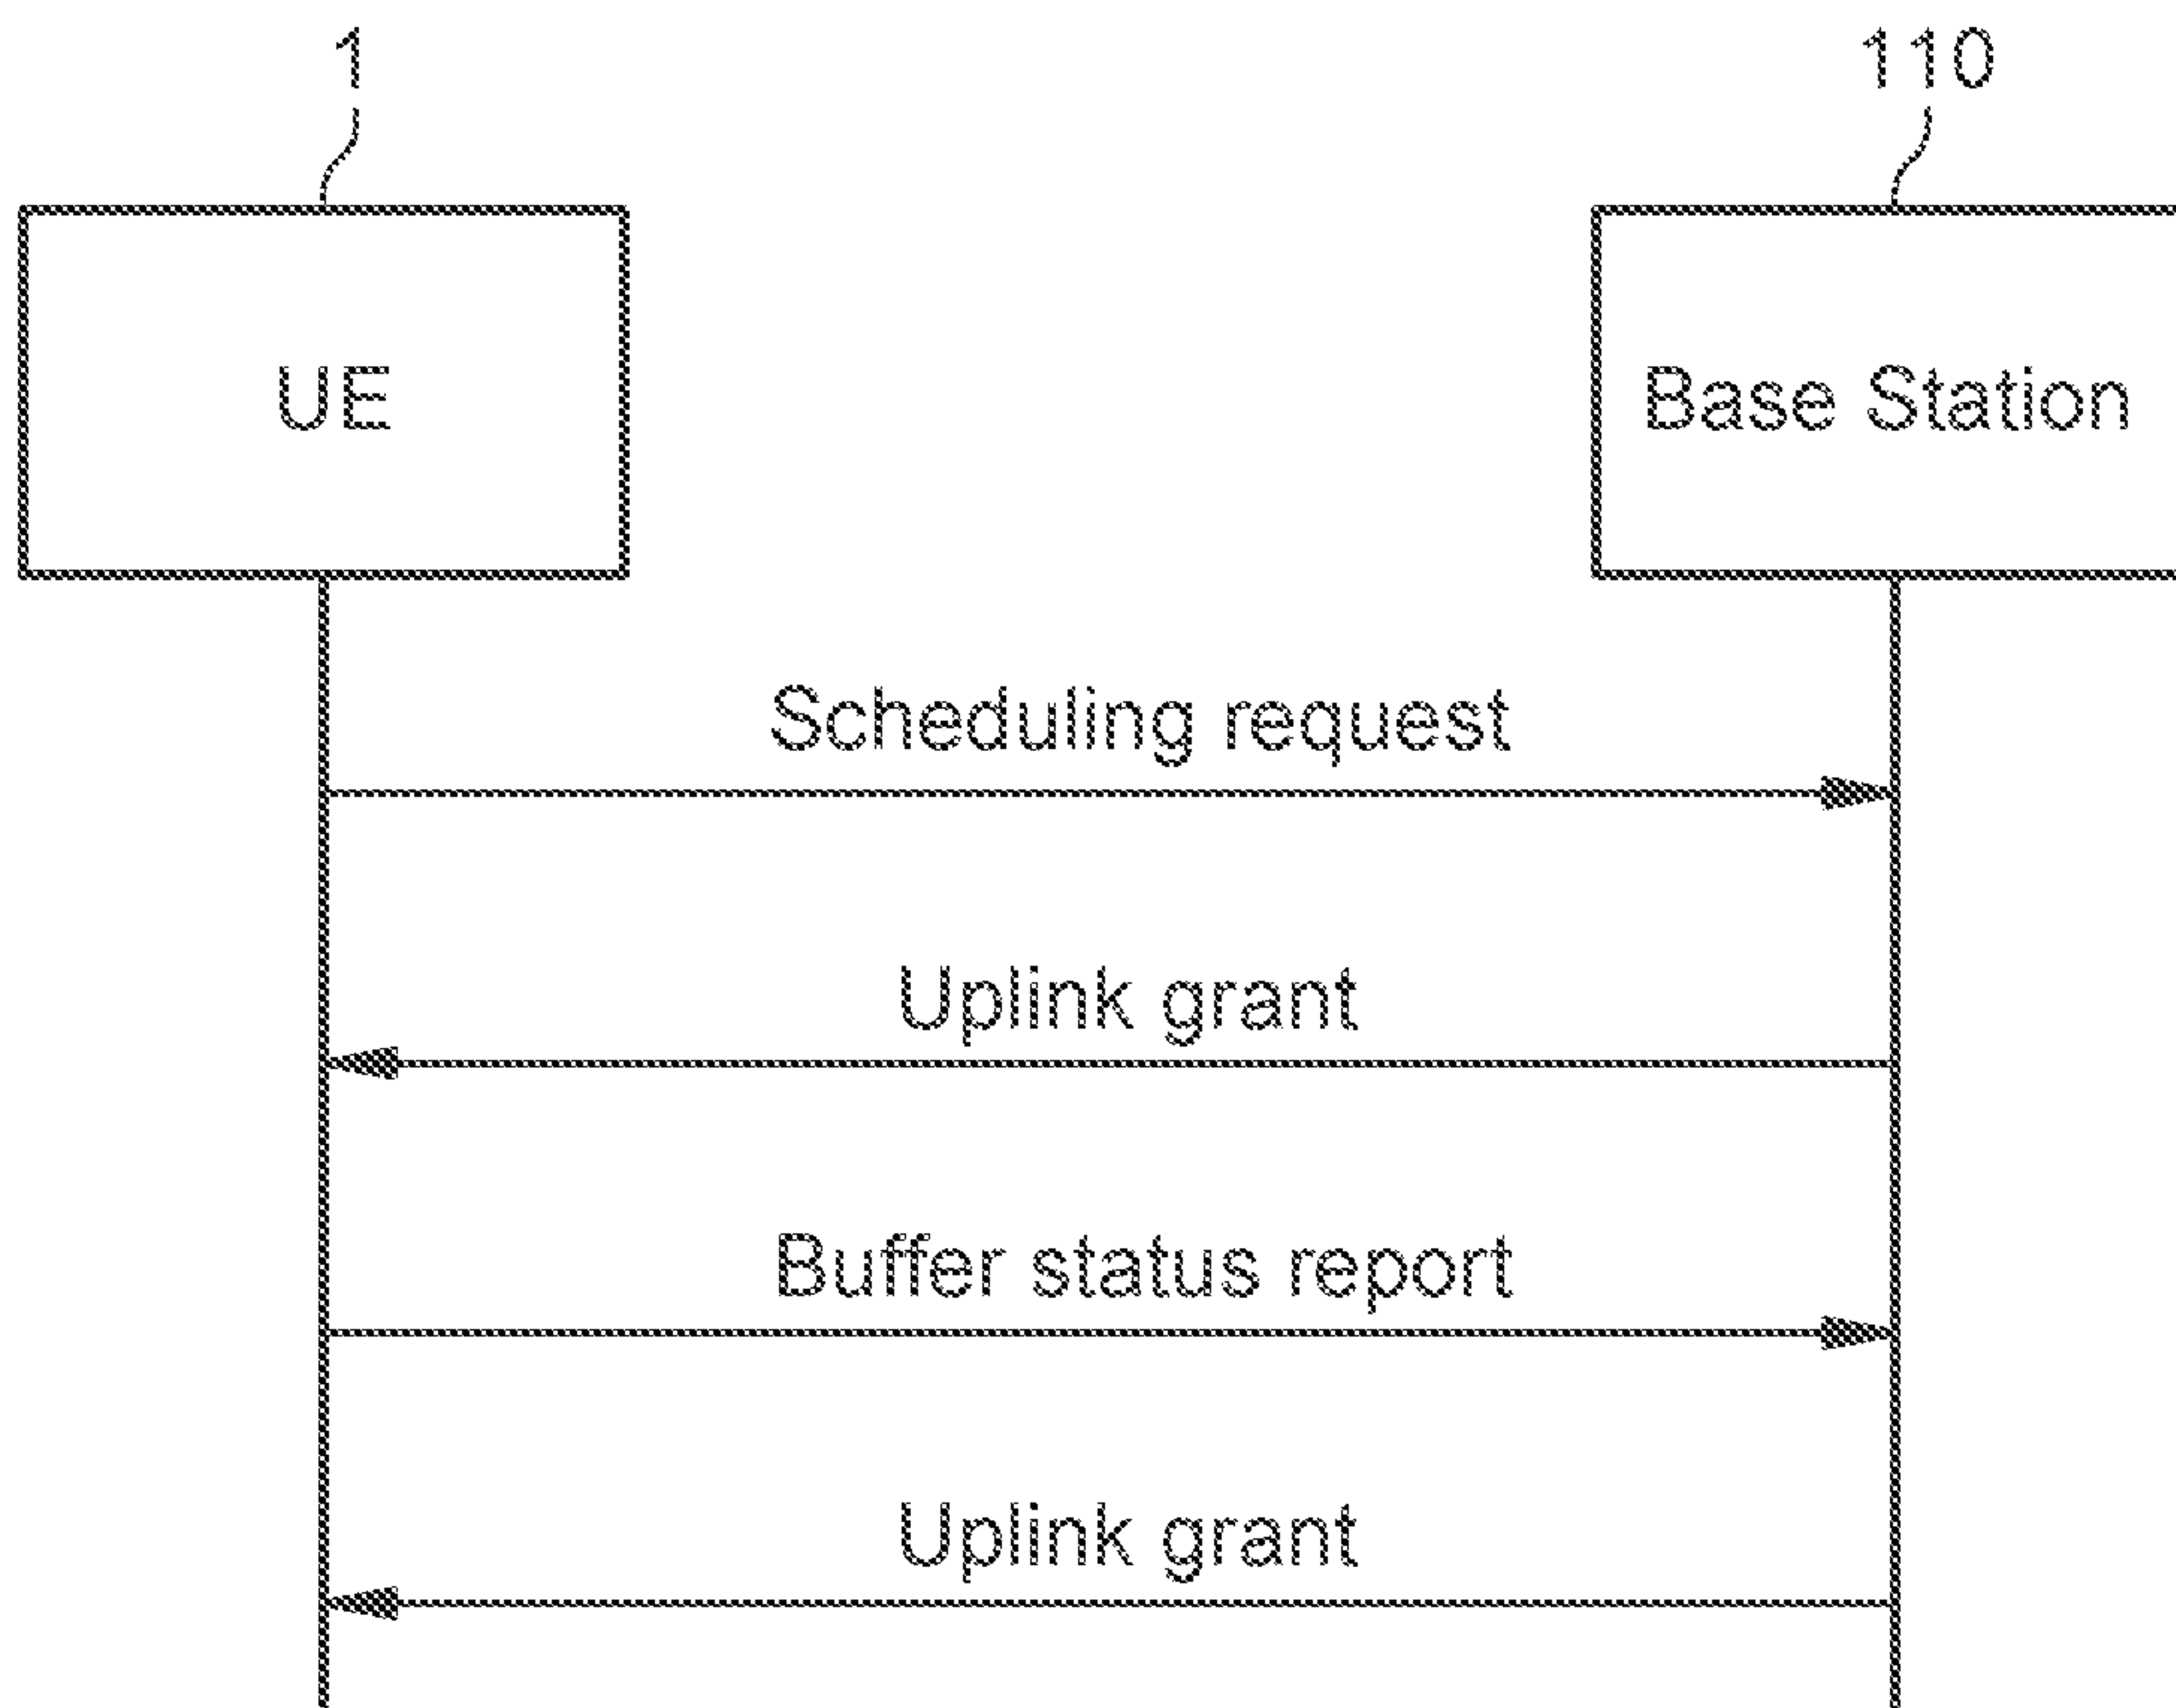 1
110
UE
Base Station
Scheduling request
Uplink grant
Buffer status report
Uplink grant